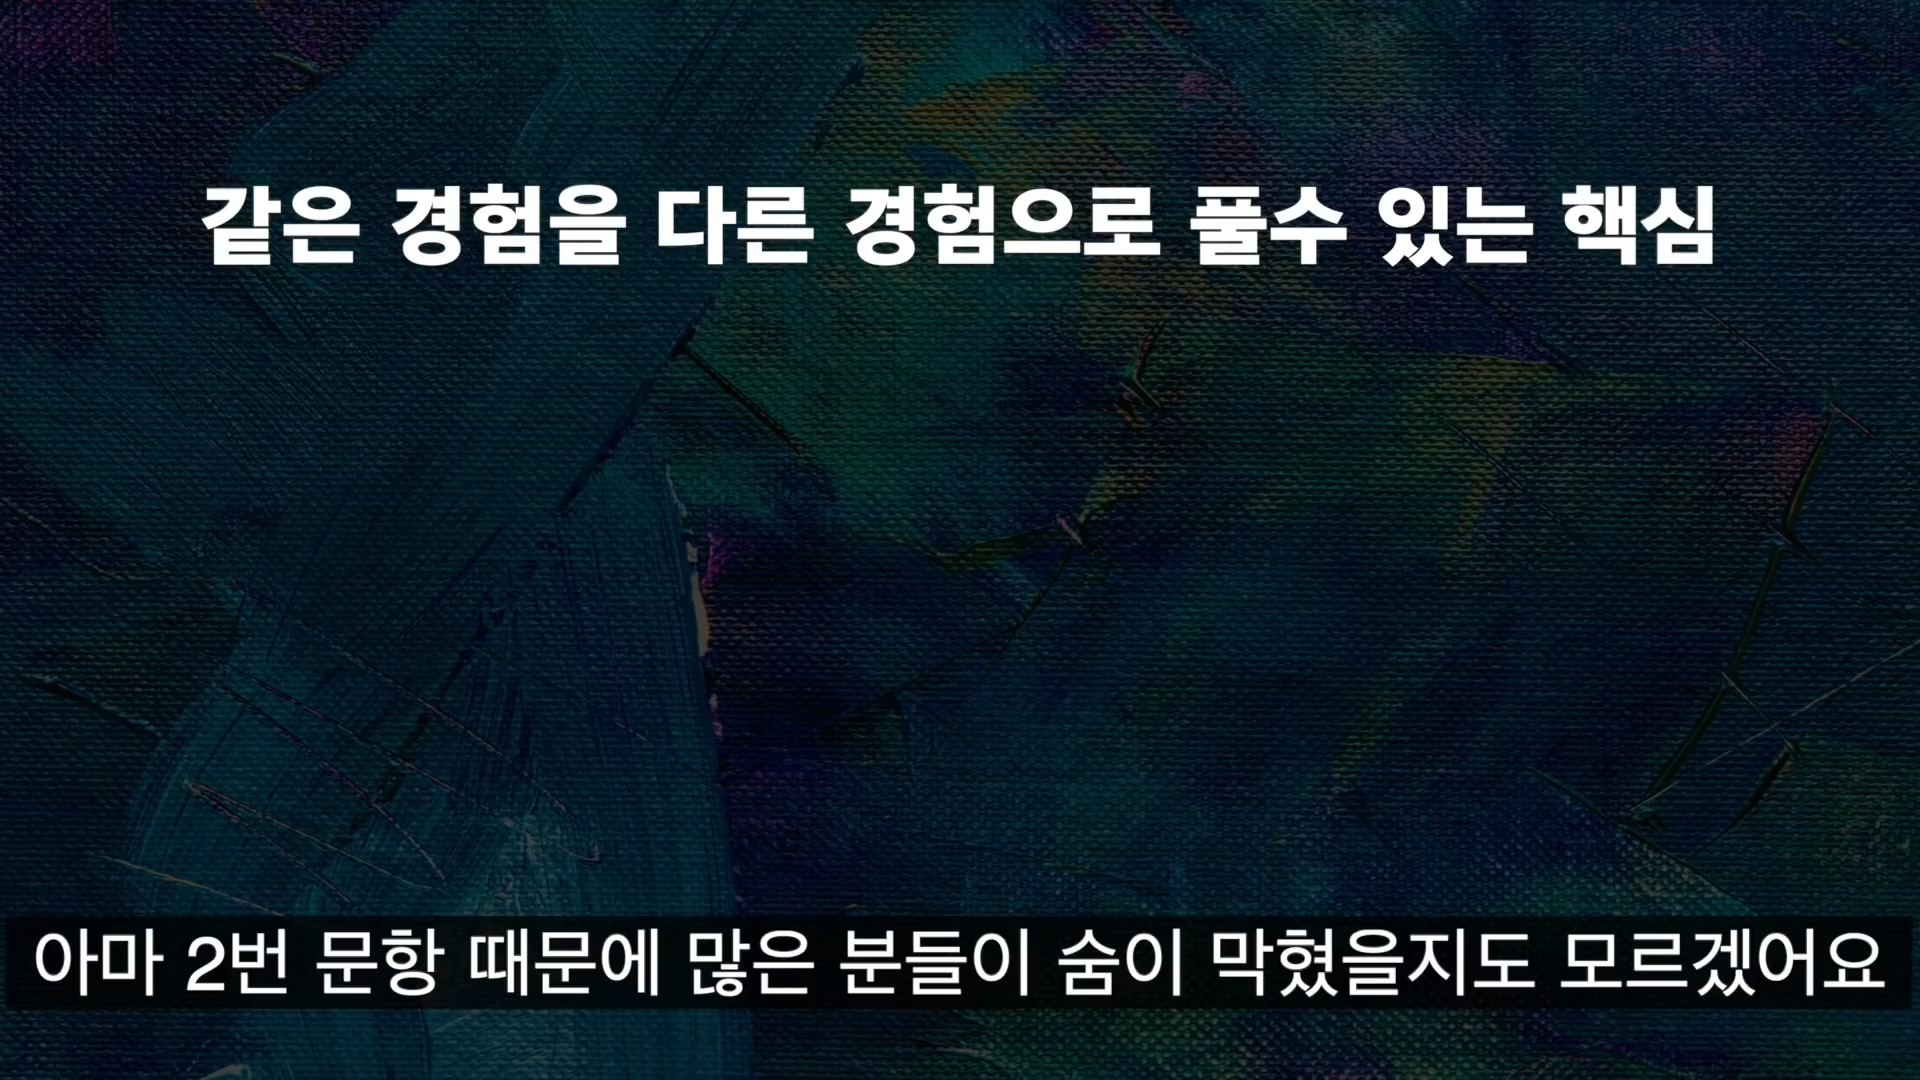 같은 경험을 다른 경험으로 풀수 있는 핵심
아마 2번 문항 때문에 많은 분들이 숨이 막혔을지도 모르겠어요